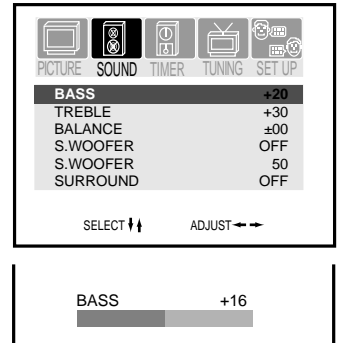 PICTURE SOUND TIMER TUNING SET UP
BASS +20
TREBLE +30
BALANCE ±00
S.WOOFER OFF
S.WOOFER 50
SURROUND OFF
SELECT ADJUST
BASS +16